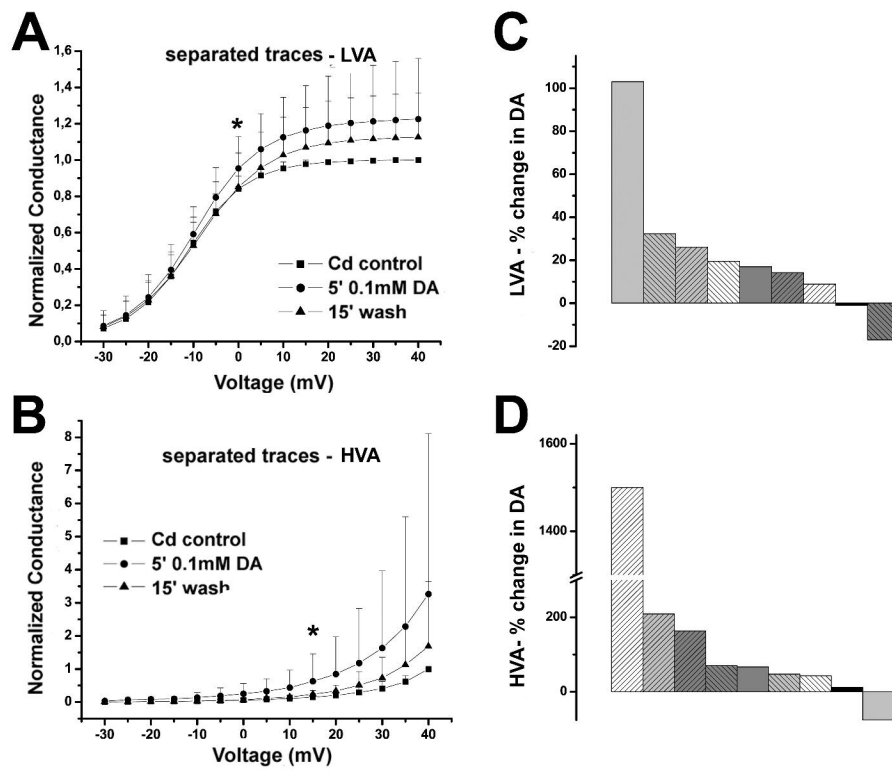 A
separated traces - LVA
Normalized Conductance
1,6
1,4
1,2
1,0
0,8
0,6
0,4
0,2
0,0
*
Cd control
5' 0.1mM DA
15' wash
-30 -20 -10 0 10 20 30 40
Voltage (mV)
B
separated traces - HVA
Normalized Conductance
8
7
6
5
4
3
2
1
0
Cd control
5' 0.1mM DA
15' wash
*
-30 -20 -10 0 10 20 30 40
Voltage (mV)
C
LVA - % change in DA
100
80
60
40
20
0
-20
D
HVA- % change in DA
1600
1400
200
0